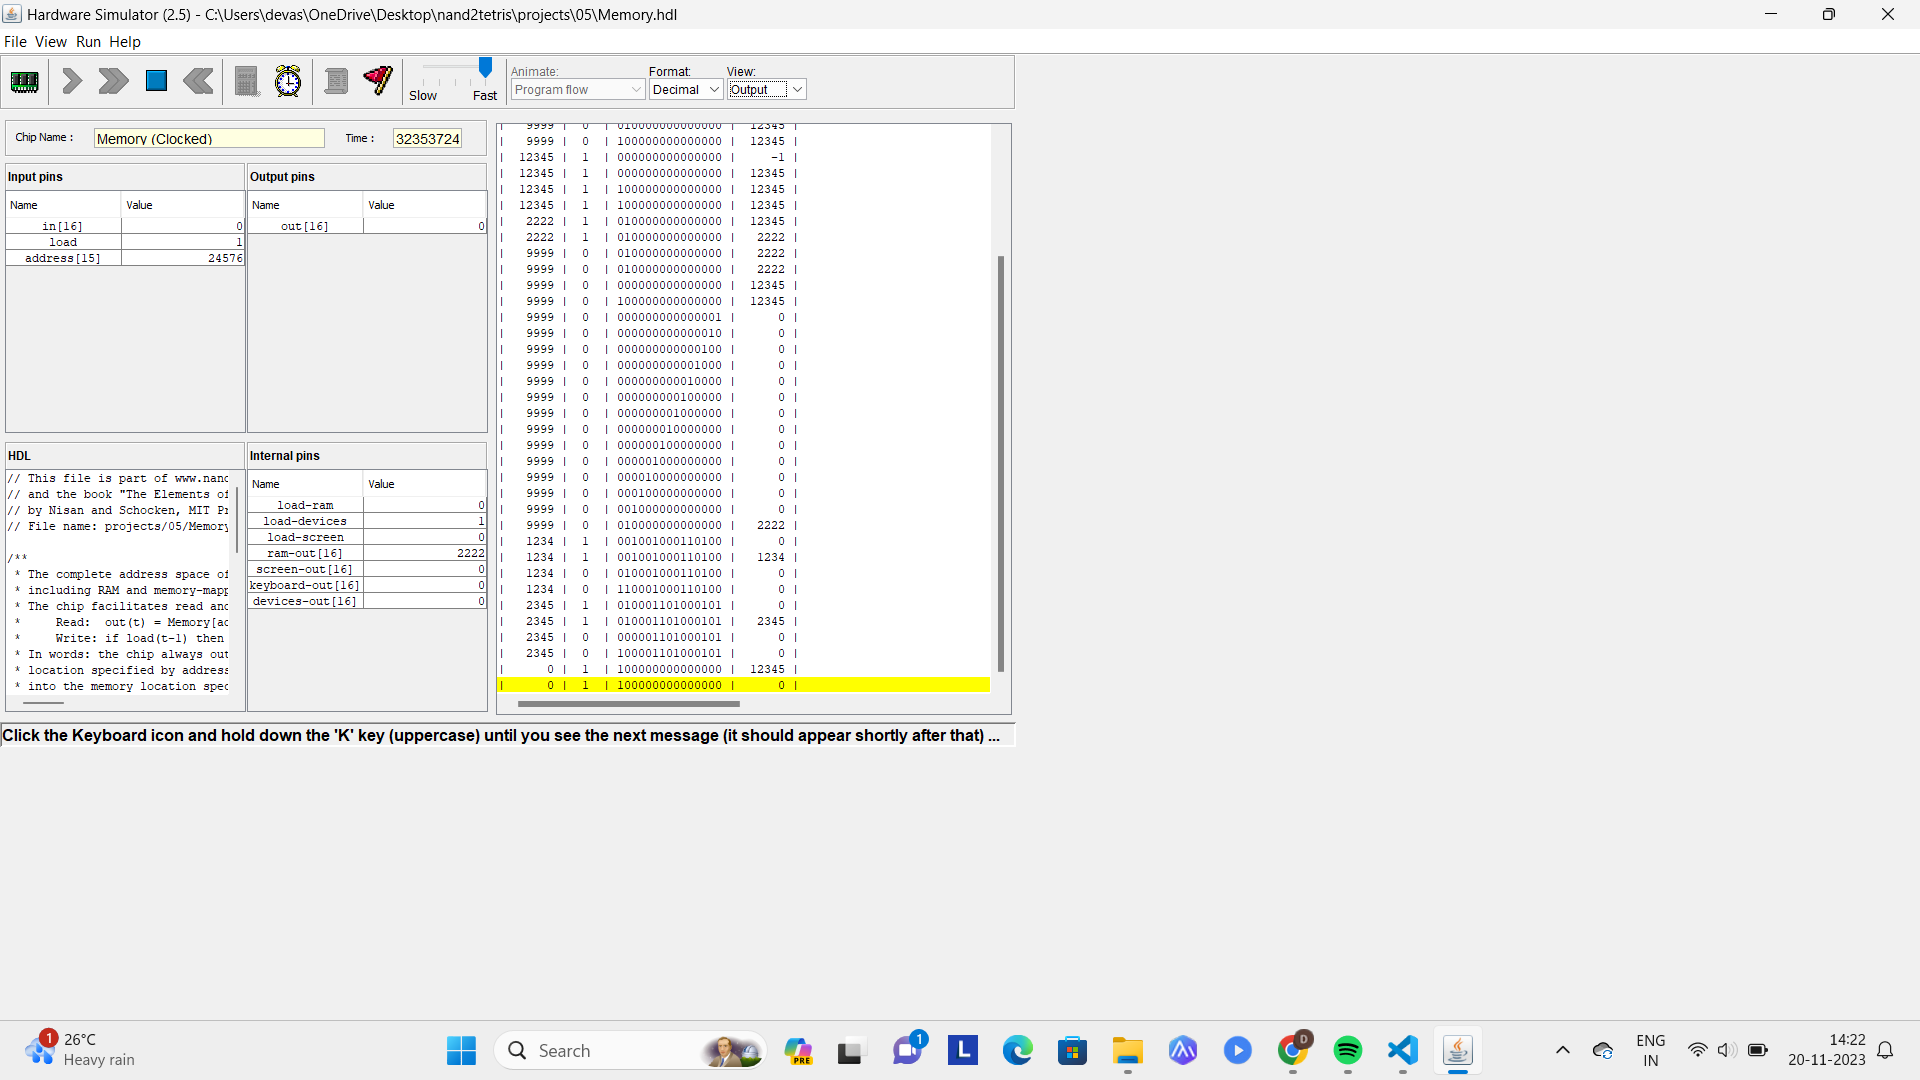 Hardware Simulator (2.5) - C:\Users\devas\OneDrive\Desktop\nand2tetris\projects\05\Memory.hdl
File View Run Help
Slow Fast
Animate: Format: View:
Program flow Decimal Output
Chip Name : Memory (Clocked) Time : 32353724
Input pins
Name Value
in[16] 0
load 1
address[15] 24576
Output pins
Name Value
out[16] 0
HDL
// This file is part of www.nand
// and the book "The Elements of
// by Nisan and Schocken, MIT Pr
// File name: projects/05/Memory
/**
* The complete address space of
* including RAM and memory-mapp
* The chip facilitates read and
* Read: out(t) = Memory[ad
* Write: if load(t-1) then
* In words: the chip always out
* location specified by address
* into the memory location spec
Internal pins
Name Value
load-ram 0
load-devices 1
load-screen 0
ram-out[16] 2222
screen-out[16] 0
keyboard-out[16] 0
devices-out[16] 0
| 9999 | 0 | 010000000000000 | 12345 |
| 9999 | 0 | 100000000000000 | 12345 |
| 12345 | 1 | 000000000000000 | -1 |
| 12345 | 1 | 000000000000000 | 12345 |
| 12345 | 1 | 100000000000000 | 12345 |
| 12345 | 1 | 100000000000000 | 12345 |
| 2222 | 1 | 010000000000000 | 12345 |
| 2222 | 1 | 010000000000000 | 2222 |
| 9999 | 0 | 010000000000000 | 2222 |
| 9999 | 0 | 010000000000000 | 2222 |
| 9999 | 0 | 000000000000000 | 12345 |
| 9999 | 0 | 100000000000000 | 12345 |
| 9999 | 0 | 000000000000001 | 0 |
| 9999 | 0 | 000000000000010 | 0 |
| 9999 | 0 | 000000000000100 | 0 |
| 9999 | 0 | 000000000001000 | 0 |
| 9999 | 0 | 000000000010000 | 0 |
| 9999 | 0 | 000000000100000 | 0 |
| 9999 | 0 | 000000001000000 | 0 |
| 9999 | 0 | 000000010000000 | 0 |
| 9999 | 0 | 000000100000000 | 0 |
| 9999 | 0 | 000001000000000 | 0 |
| 9999 | 0 | 000010000000000 | 0 |
| 9999 | 0 | 000100000000000 | 0 |
| 9999 | 0 | 001000000000000 | 0 |
| 9999 | 0 | 010000000000000 | 2222 |
| 1234 | 1 | 001001000110100 | 0 |
| 1234 | 1 | 001001000110100 | 1234 |
| 1234 | 0 | 010001000110100 | 0 |
| 1234 | 0 | 110001000110100 | 0 |
| 2345 | 1 | 010001101000101 | 0 |
| 2345 | 1 | 010001101000101 | 2345 |
| 2345 | 0 | 000001101000101 | 0 |
| 2345 | 0 | 100001101000101 | 0 |
| 0 | 1 | 100000000000000 | 12345 |
| 0 | 1 | 100000000000000 | 0 |
Click the Keyboard icon and hold down the 'K' key (uppercase) until you see the next message (it should appear shortly after that) ...
1 26°C
Heavy rain
Search
PRE
1
L
D
ENG
IN
14:22
20-11-2023